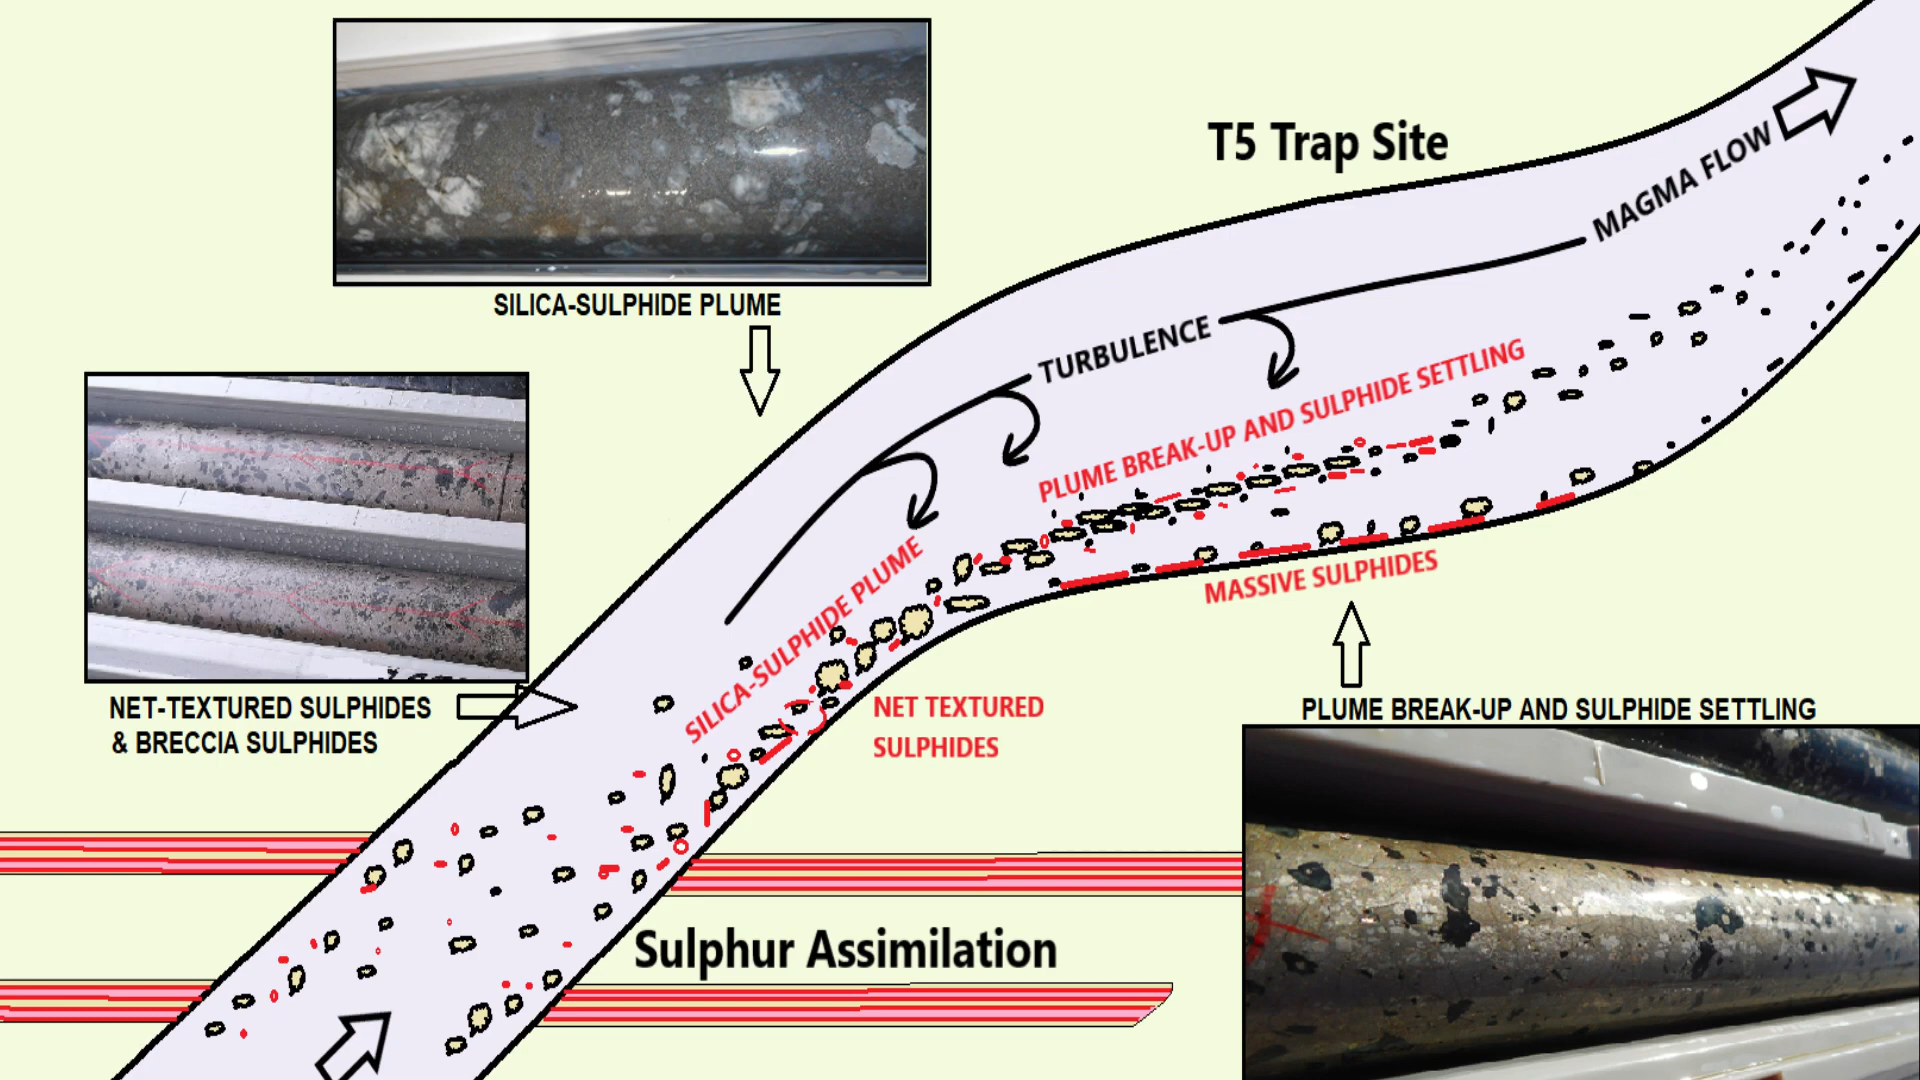 T5 Trap Site
MAGMA FLOW
SILICA-SULPHIDE PLUME
TURBULENCE
PLUME BREAK-UP AND SULPHIDE SETTLING
SILICA-SULPHIDE PLUME
MASSIVE SULPHIDES
NET-TEXTURED SULPHIDES
& BRECCIA SULPHIDES
NET TEXTURED
SULPHIDES
PLUME BREAK-UP AND SULPHIDE SETTLING
Sulphur Assimilation